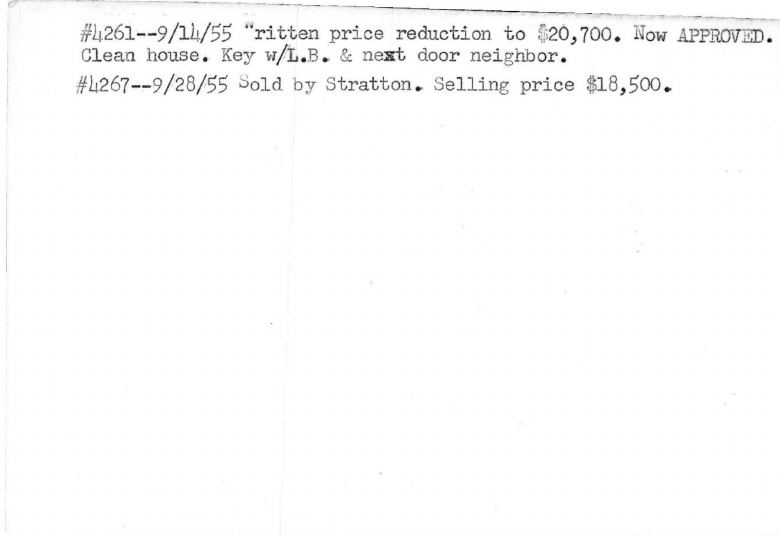 #4261--9/14/55 "ritten price reduction to $20,700. Now APPROVED.
Clean house. Key w/L.B. & next door neighbor.
#4267--9/28/55 Sold by Stratton. Selling price $18,500.